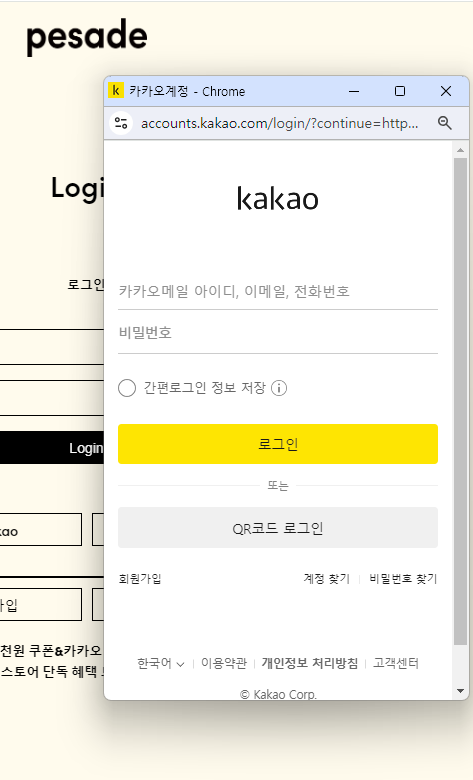 pesade
카카오계정 - Chrome
accounts.kakao.com/login/?continue=http...
Logi
kakao
로그인
카카오메일 아이디, 이메일, 전화번호
비밀번호
간편로그인 정보 저장
Login
로그인
또는
QR코드 로그인
회원가입 계정 찾기 비밀번호 찾기
가입
천원 쿠폰&카카오
스토어 단독 혜택
한국어 이용약관 개인정보 처리방침 고객센터
© Kakao Corp.